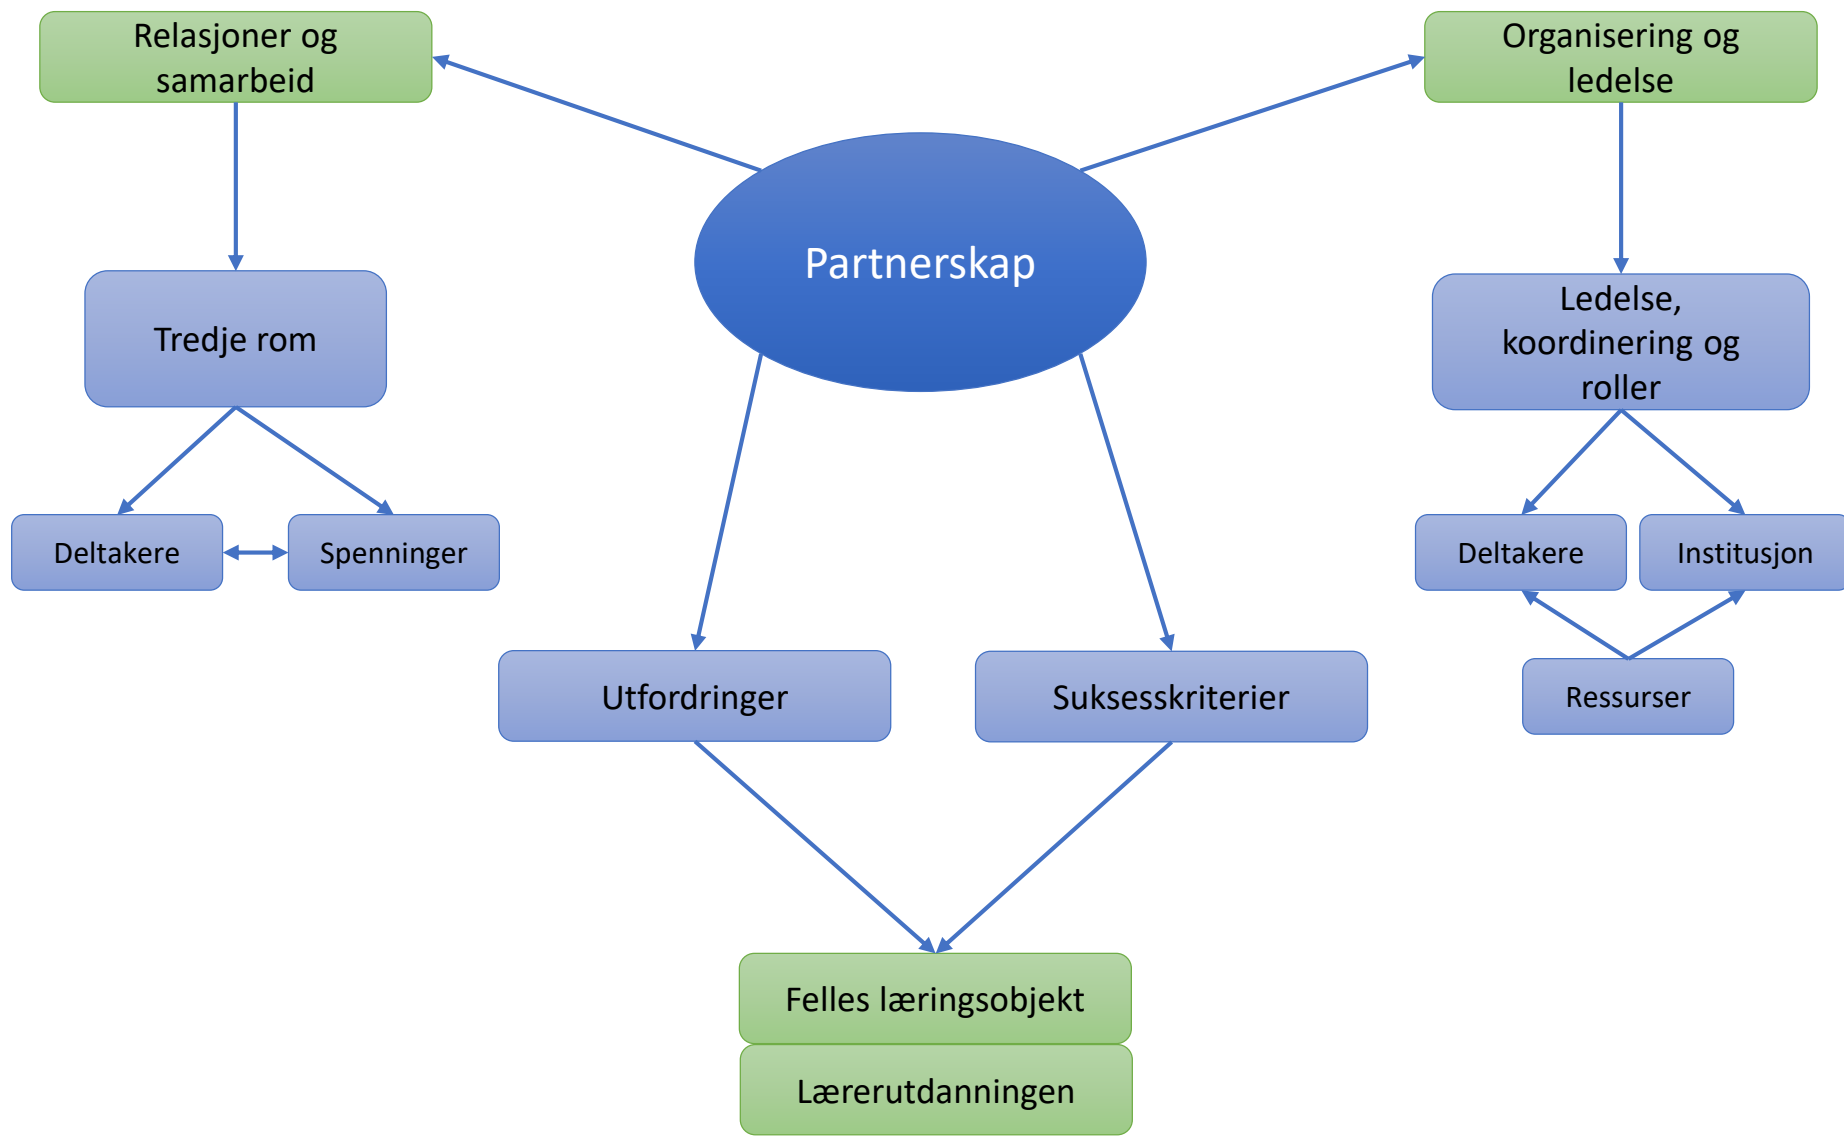 Relasjoner og
samarbeid
Organisering og
ledelse
Partnerskap
Tredje rom
Ledelse,
koordinering og
roller
Deltakere
Spenninger
Deltakere
Institusjon
Utfordringer
Suksesskriterier
Ressurser
Felles læringsobjekt
Lærerutdanningen